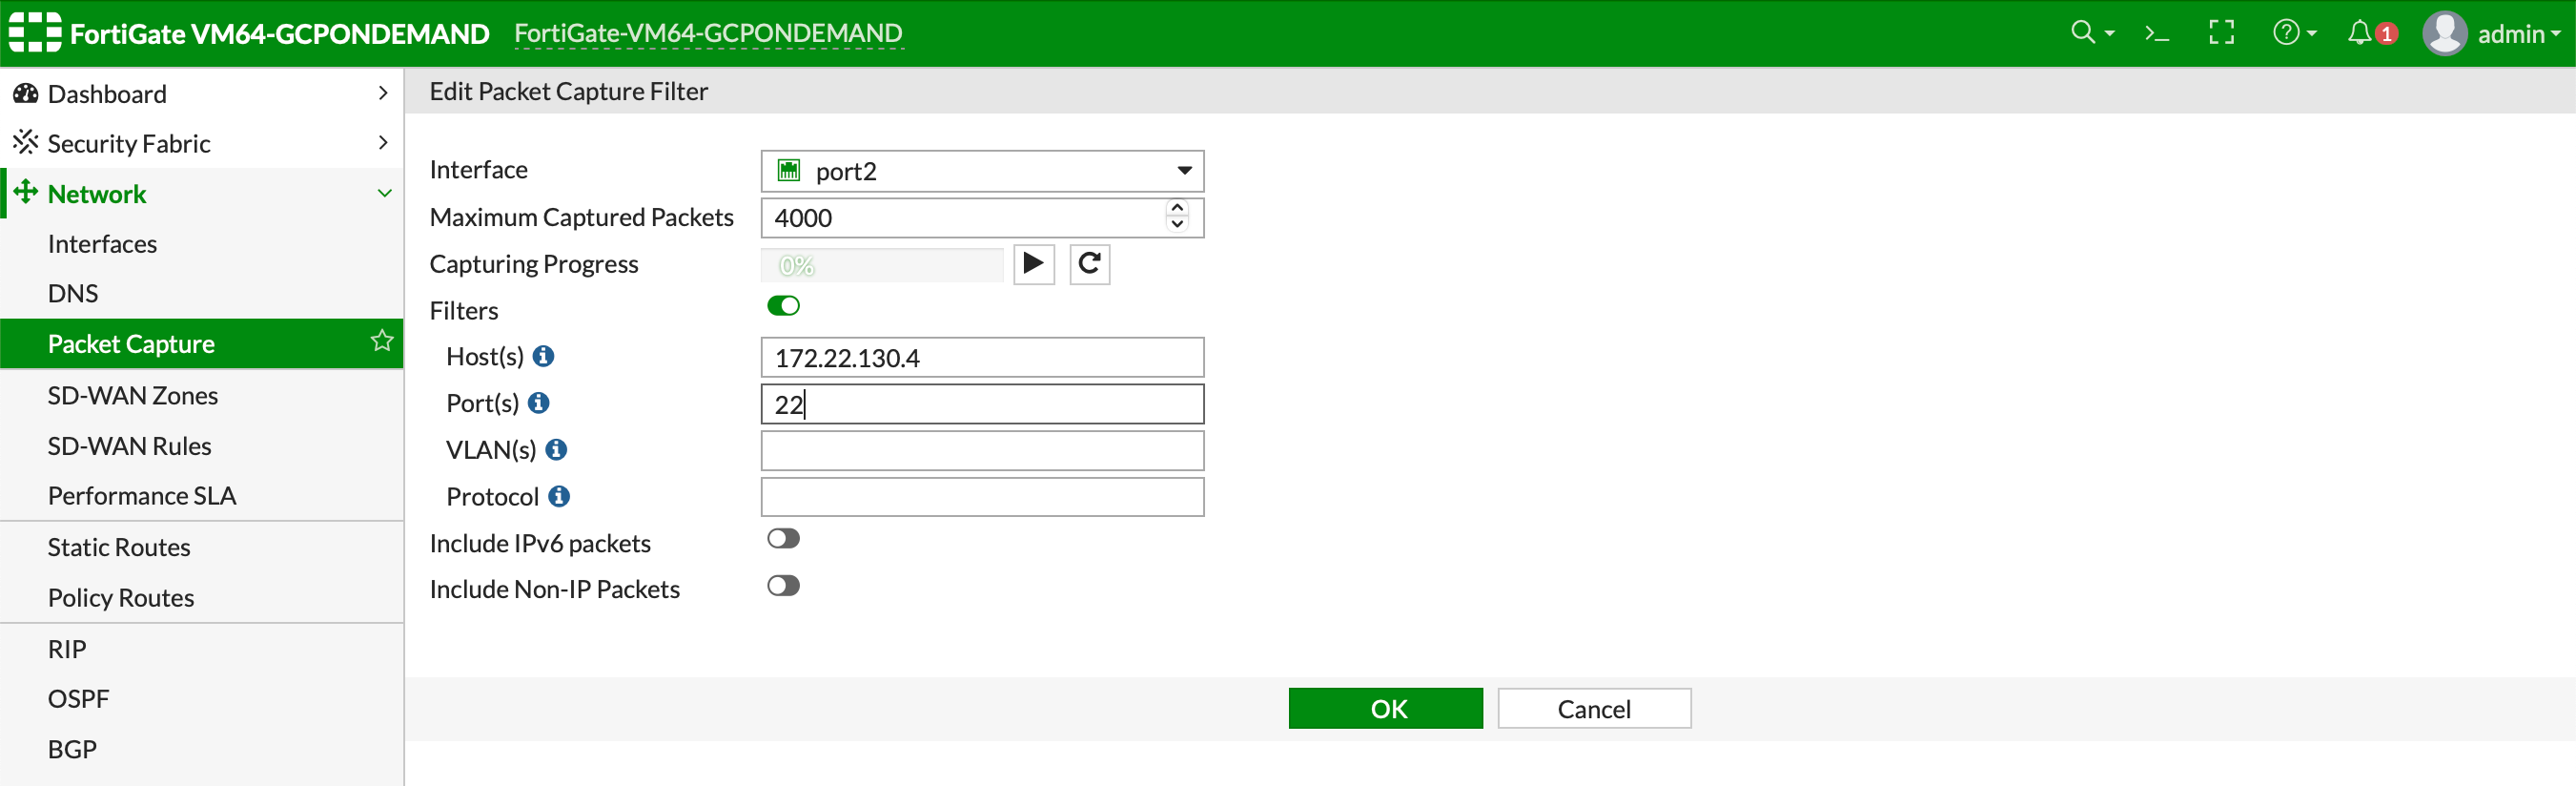 FortiGate VM64-GCPONDEMAND FortiGate-VM64-GCPONDEMAND 1 admin
Dashboard
Security Fabric
Network
Interfaces
DNS
Packet Capture
SD-WAN Zones
SD-WAN Rules
Performance SLA
Static Routes
Policy Routes
RIP
OSPF
BGP
Edit Packet Capture Filter
Interface port2
Maximum Captured Packets 4000
Capturing Progress 0%
Filters
Host(s) 172.22.130.4
Port(s) 22
VLAN(s)
Protocol
Include IPv6 packets
Include Non-IP Packets
OK Cancel